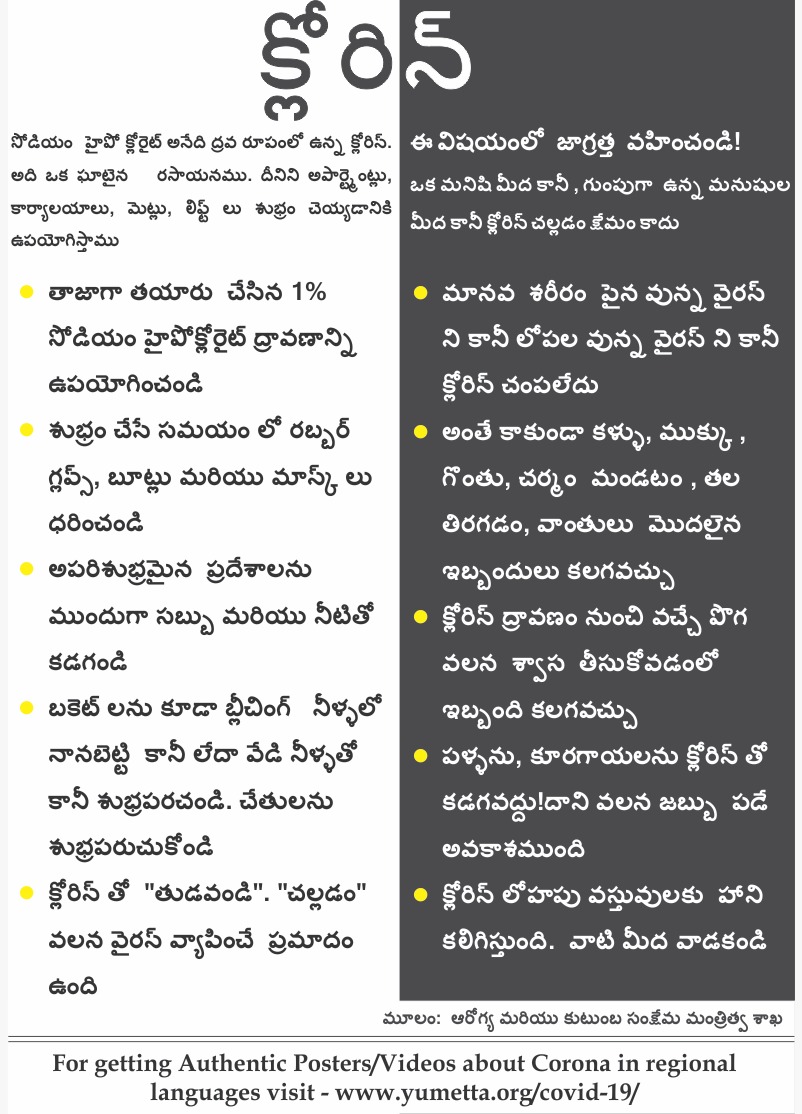 క్లోరిన్
సోడియం హైపో క్లోరైట్ అనేది ద్రవ రూపంలో ఉన్న క్లోరిన్.
అది ఒక ఘాటైన రసాయనము. దీనిని అపార్ట్మెంట్లు,
కార్యాలయాలు, మెట్లు, లిఫ్ట్ లు శుభ్రం చెయ్యడానికి
ఉపయోగిస్తాము
తాజాగా తయారు చేసిన 1%
సోడియం హైపోక్లోరైట్ ద్రావణాన్ని
ఉపయోగించండి
శుభ్రం చేసే సమయం లో రబ్బర్
గ్లవ్స్, బూట్లు మరియు మాస్క్ లు
ధరించండి
అపరిశుభ్రమైన ప్రదేశాలను
ముందుగా సబ్బు మరియు నీటితో
కడగండి
బకెట్ లను కూడా బ్లీచింగ్ నీళ్ళలో
నానబెట్టి కానీ లేదా వేడి నీళ్ళతో
కానీ శుభ్రపరచండి. చేతులను
శుభ్రపరుచుకోండి
క్లోరిన్ తో "తుడవండి". "చల్లడం"
వలన వైరస్ వ్యాపించే ప్రమాదం
ఉంది
ఈ విషయంలో జాగ్రత్త వహించండి!
ఒక మనిషి మీద కానీ , గుంపుగా ఉన్న మనుషుల
మీద కానీ క్లోరిన్ చల్లడం క్షేమం కాదు
మానవ శరీరం పైన వున్న వైరస్
ని కానీ లోపల వున్న వైరస్ ని కానీ
క్లోరిన్ చంపలేదు
అంతే కాకుండా కళ్ళు, ముక్కు ,
గొంతు, చర్మం మండటం , తల
తిరగడం, వాంతులు మొదలైన
ఇబ్బందులు కలగవచ్చు
క్లోరిన్ ద్రావణం నుంచి వచ్చే పొగ
వలన శ్వాస తీసుకోవడంలో
ఇబ్బంది కలగవచ్చు
పళ్ళను, కూరగాయలను క్లోరిన్ తో
కడగవద్దు!దాని వలన జబ్బు పడే
అవకాశముంది
క్లోరిన్ లోహపు వస్తువులకు హాని
కలిగిస్తుంది. వాటి మీద వాడకండి
మూలం: ఆరోగ్య మరియు కుటుంబ సంక్షేమ మంత్రిత్వ శాఖ
For getting Authentic Posters/Videos about Corona in regional
languages visit - www.yumetta.org/covid-19/